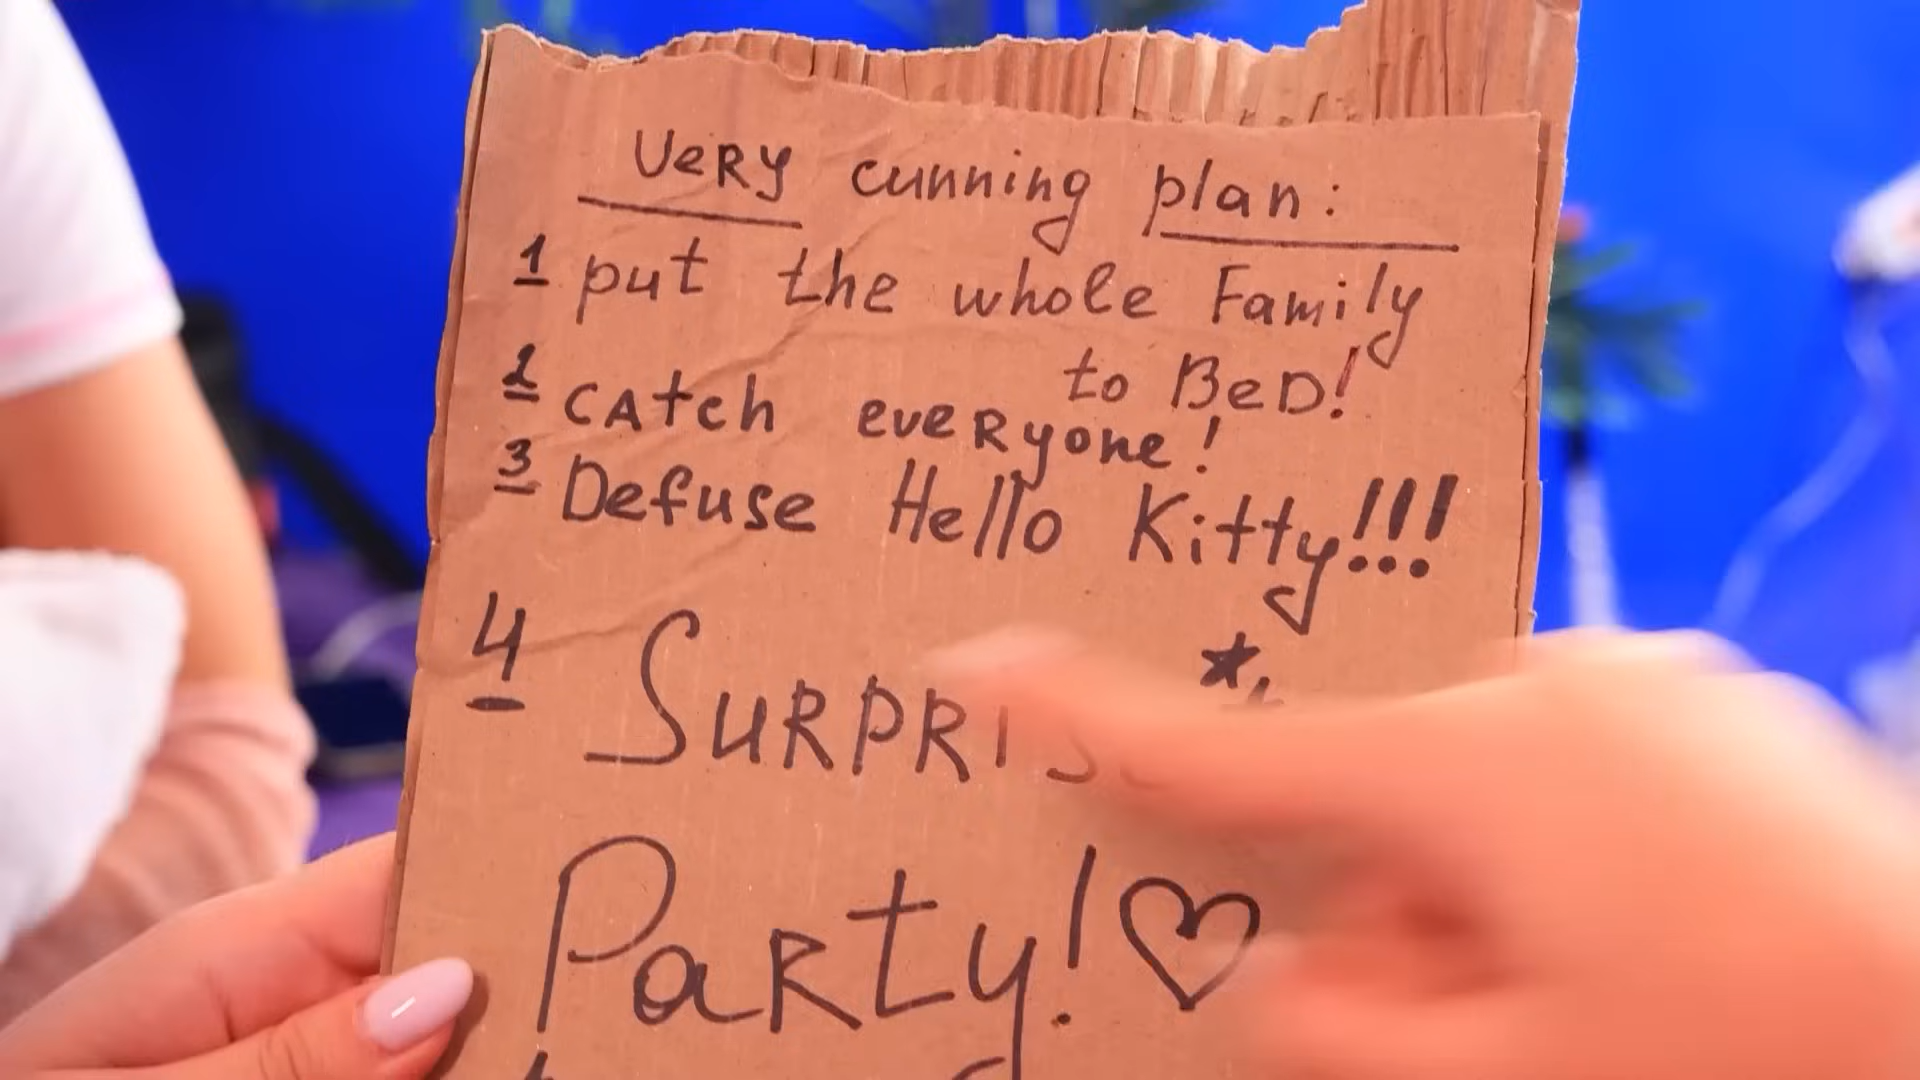 VeRy cunning plan:
1 put the whole Family
to BeD!
2 CAtch eveRyone!
3 Defuse Hello Kitty!!!
4
PaRty!